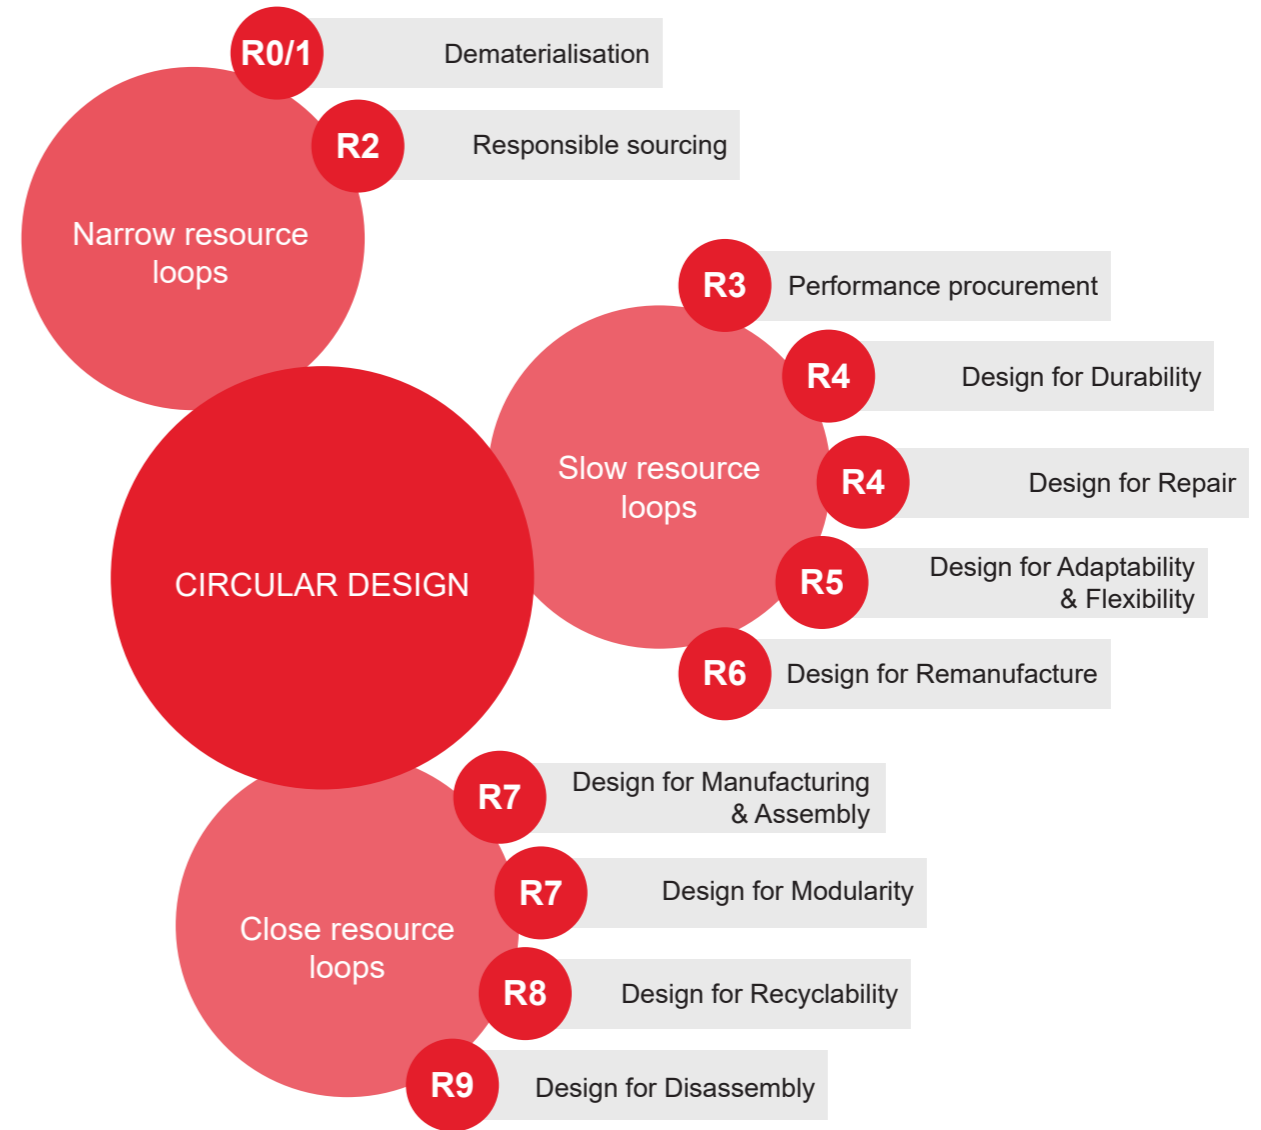 R0/1
Dematerialisation
R2
Responsible sourcing
Narrow resource
loops
R3
Performance procurement
R4
Design for Durability
Slow resource
loops
R4
Design for Repair
R5
Design for Adaptability
& Flexibility
R6
Design for Remanufacture
CIRCULAR DESIGN
R7
Design for Manufacturing
& Assembly
R7
Design for Modularity
Close resource
loops
R8
Design for Recyclability
R9
Design for Disassembly